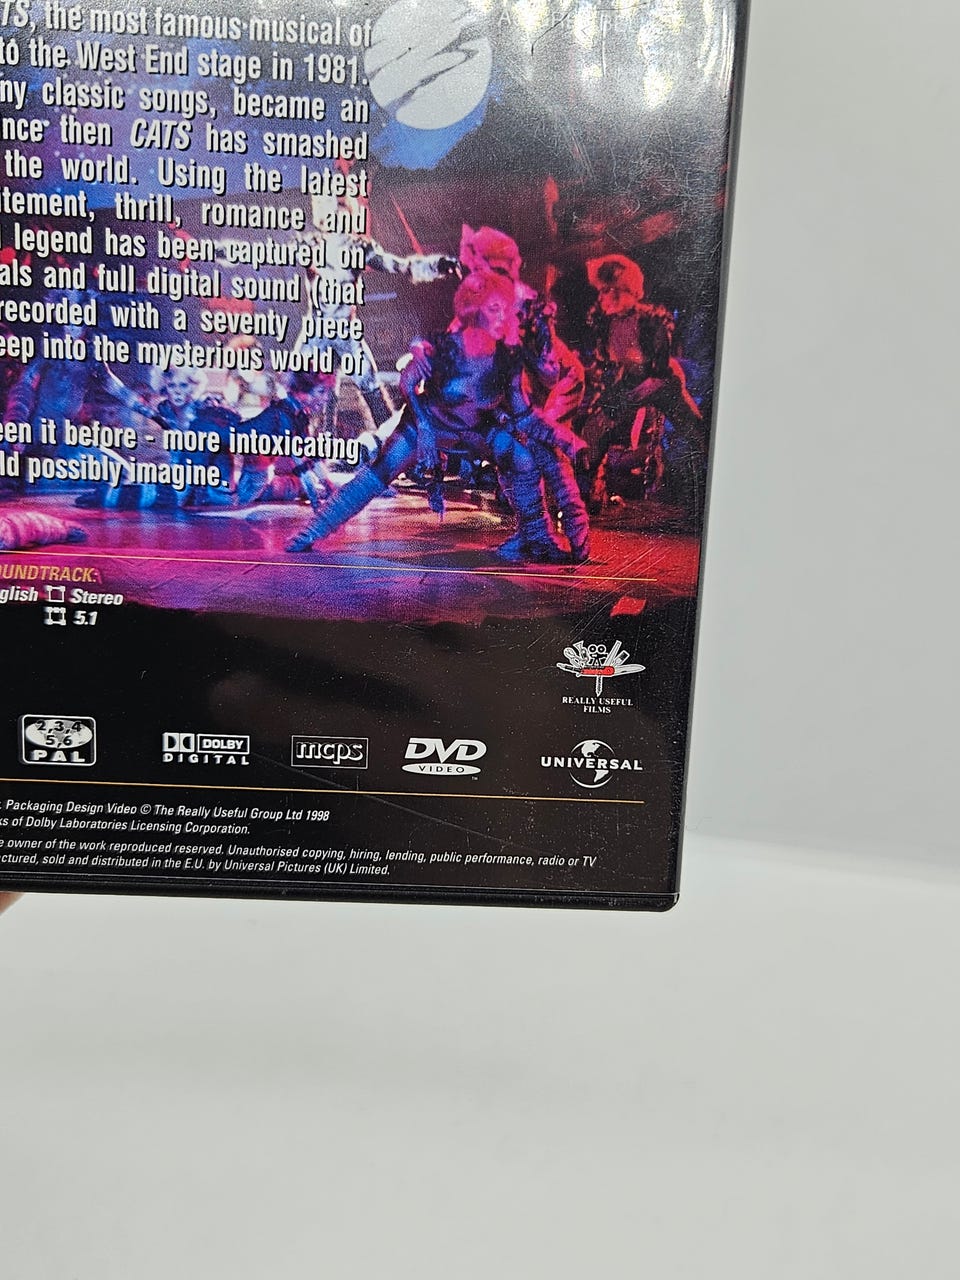 TS, the most famous musical of
to the West End stage in 1981.
ny classic songs, became an
nce then CATS has smashed
the world. Using the latest
itement, thrill, romance and
legend has been captured on
als and full digital sound (that
recorded with a seventy piece
eep into the mysterious world of
een it before - more intoxicating
ld possibly imagine.
OUNDTRACK:
glish Stereo
5.1
REALLY USEFUL
FILMS
2,3,4
5,6
PAL
DOLBY
DIGITAL
mcps
DVD
VIDEO
TM
UNIVERSAL
. Packaging Design Video © The Really Useful Group Ltd 1998
ks of Dolby Laboratories Licensing Corporation.
e owner of the work reproduced reserved. Unauthorised copying, hiring, lending, public performance, radio or TV
ctured, sold and distributed in the E.U. by Universal Pictures (UK) Limited.